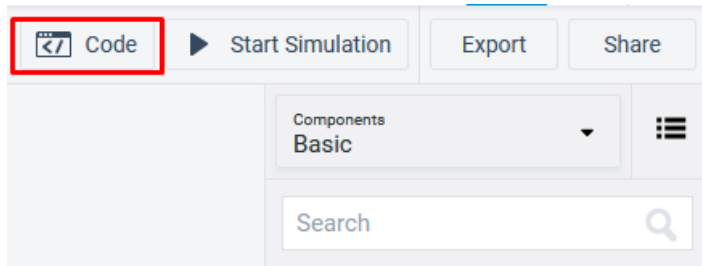 Code
Start Simulation
Export
Share
Components
Basic
Search